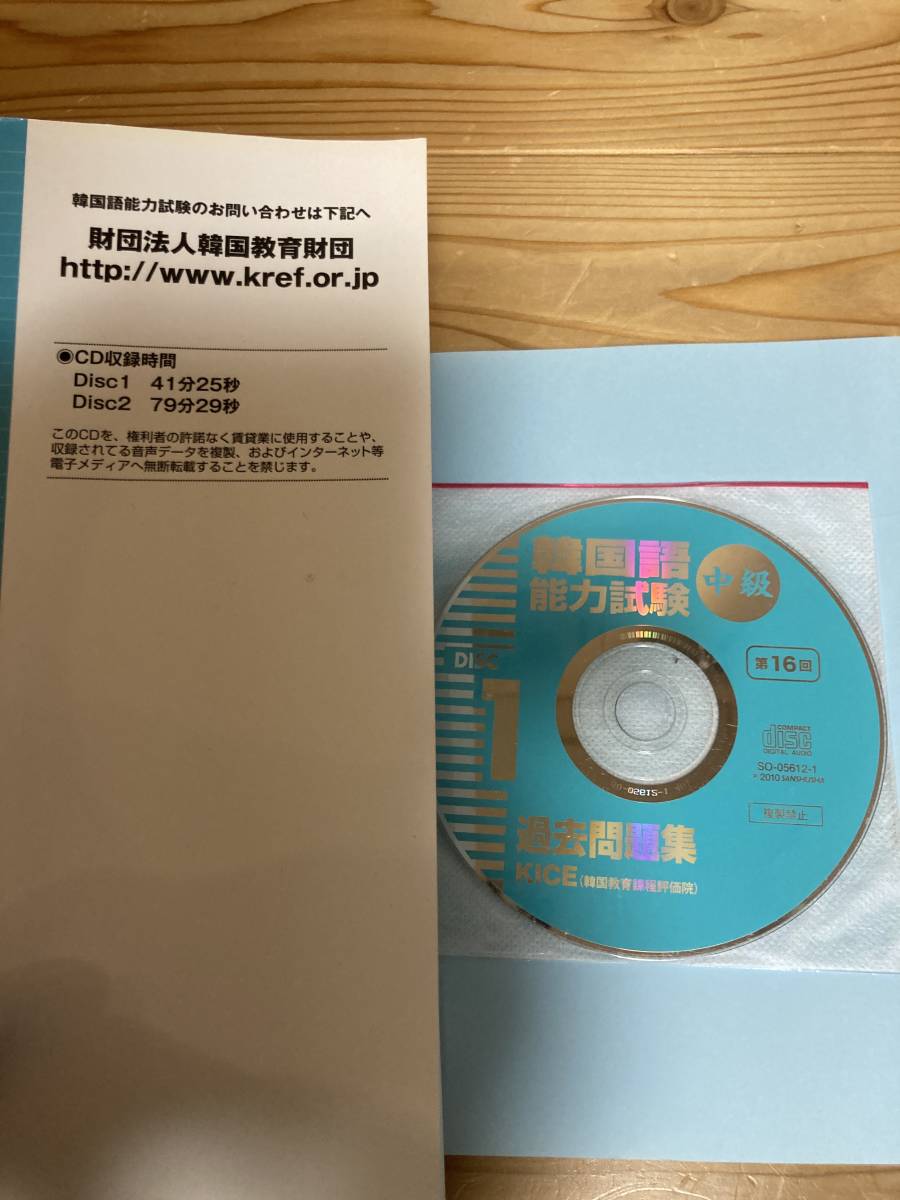 韓国語能力試験のお問い合わせは下記へ
財団法人韓国教育財団
http://www.kref.or.jp
◉CD収録時間
Disc1 41分25秒
Disc2 79分29秒
このCDを、権利者の許諾なく賃貸業に使用することや、
収録されてる音声データを複製、およびインターネット等
電子メディアへ無断転載することを禁じます。
韓国語
能力試験
中級
DISC
1
第16回
COMPACT
disc
DIGITAL AUDIO
SO-05612-1
℗2010 SANSHUSHA
複製禁止
過去問題集
KICE(韓国教育課程評価院)